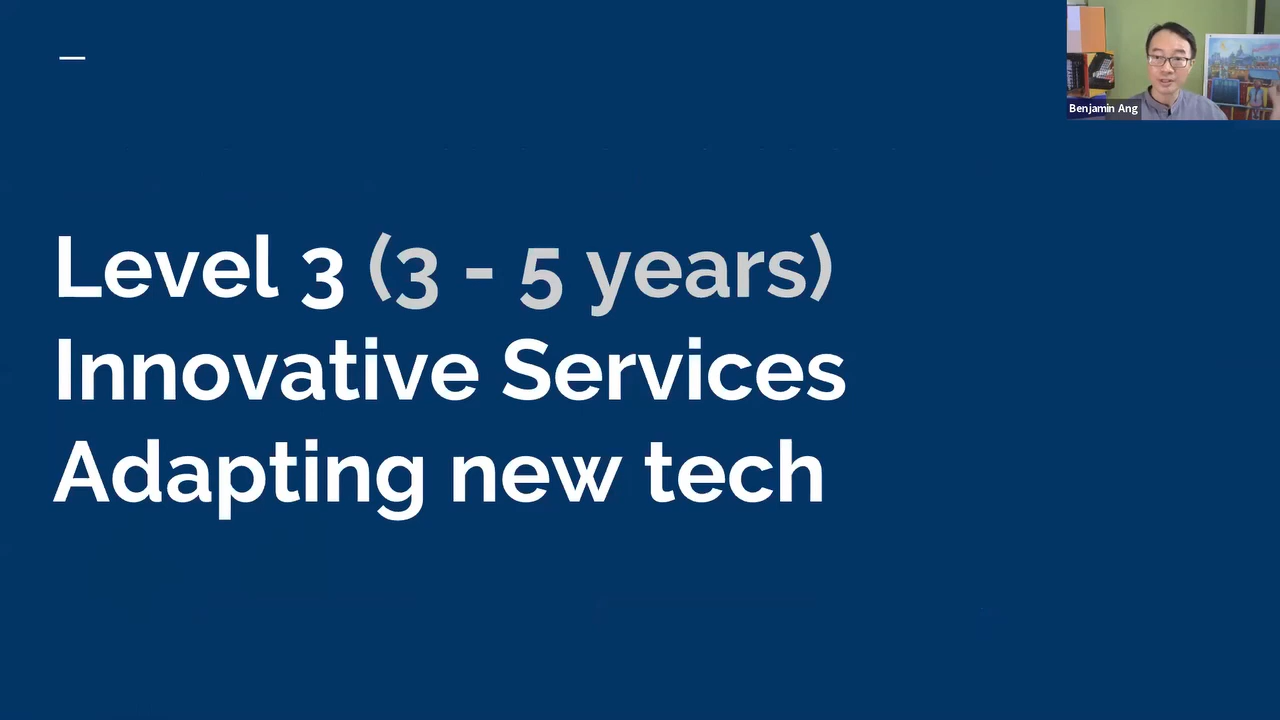 Benjamin Ang
Level 3 (3 - 5 years)
Innovative Services
Adapting new tech